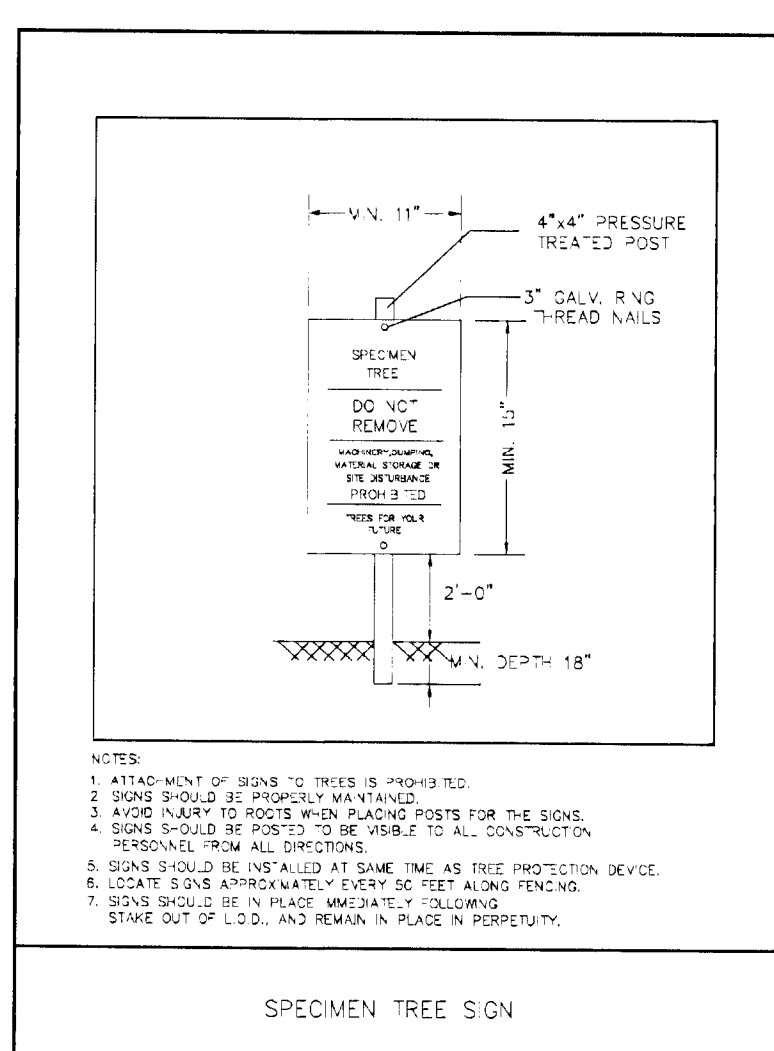 MIN. 11"
4"x4" PRESSURE
TREATED POST
3" GALV. RING
THREAD NAILS
SPECIMEN
TREE
DO NOT
REMOVE
MACHINERY,DUMPING,
MATERIAL STORAGE OR
SITE DISTURBANCE
PROHIBITED
TREES FOR YOUR
FUTURE
MIN. 15"
2'-0"
MIN. DEPTH 18"
NOTES:
1. ATTACHMENT OF SIGNS TO TREES IS PROHIBITED.
2 SIGNS SHOULD BE PROPERLY MAINTAINED.
3. AVOID INJURY TO ROOTS WHEN PLACING POSTS FOR THE SIGNS.
4. SIGNS SHOULD BE POSTED TO BE VISIBLE TO ALL CONSTRUCTION
PERSONNEL FROM ALL DIRECTIONS.
5. SIGNS SHOULD BE INSTALLED AT SAME TIME AS TREE PROTECTION DEVICE.
6. LOCATE SIGNS APPROXIMATELY EVERY 50 FEET ALONG FENCING.
7. SIGNS SHOULD BE IN PLACE IMMEDIATELY FOLLOWING
STAKE OUT OF L.O.D., AND REMAIN IN PLACE IN PERPETUITY.
SPECIMEN TREE SIGN